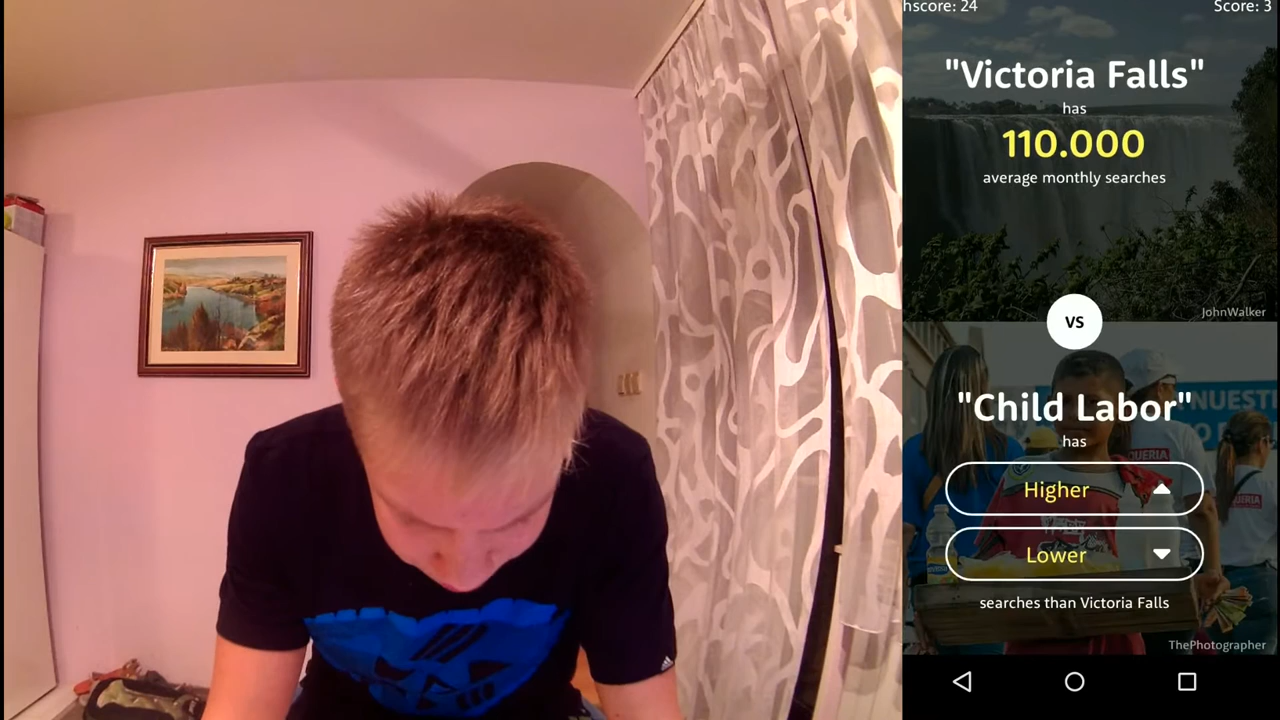 hscore: 24
Score: 3
"Victoria Falls"
has
110.000
average monthly searches
JohnWalker
VS
"Child Labor"
has
Higher
Lower
searches than Victoria Falls
ThePhotographer